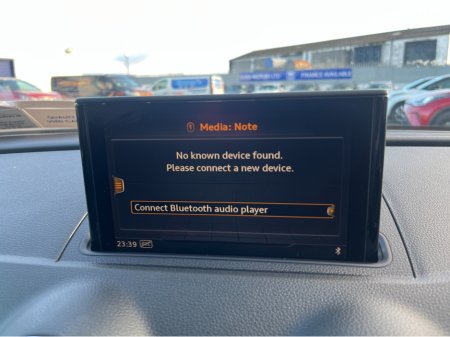 FINANCE AVAILABLE
Media: Note
No known device found.
Please connect a new device.
Connect Bluetooth audio player
23:39